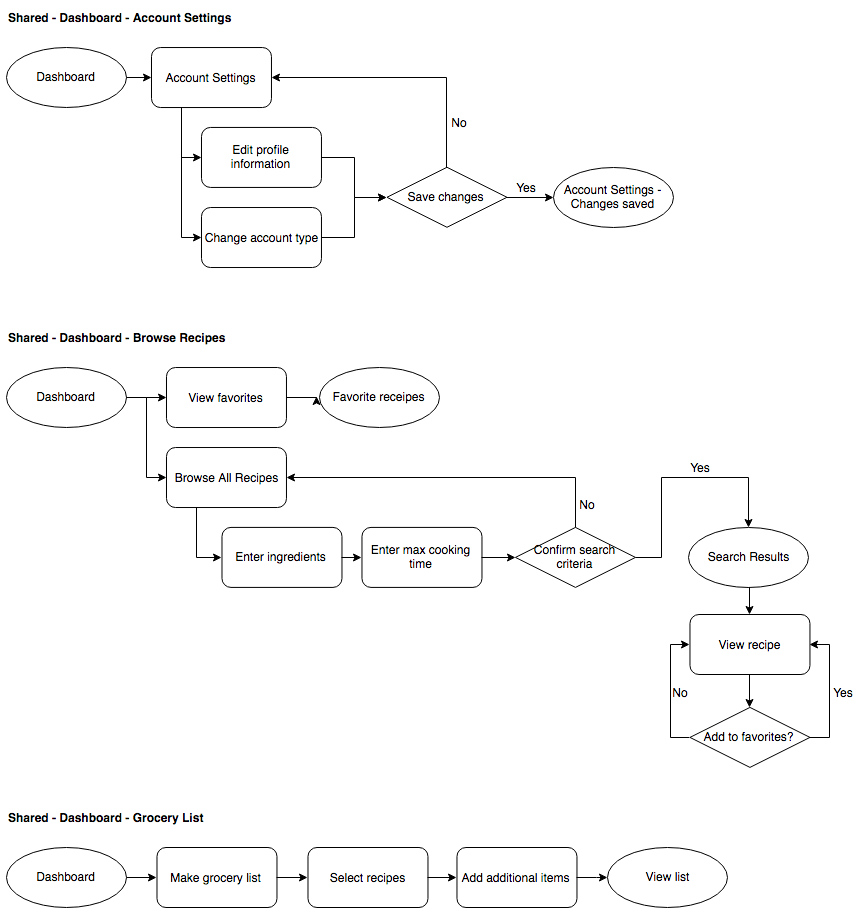 Shared - Dashboard - Account Settings
Dashboard
Account Settings
No
Edit profile
information
Save changes
Yes
Account Settings -
Changes saved
Change account type
Shared - Dashboard - Browse Recipes
Dashboard
View favorites
Favorite receipes
Browse All Recipes
Yes
No
Enter ingredients
Enter max cooking
time
Confirm search
criteria
Search Results
View recipe
No
Yes
Add to favorites?
Shared - Dashboard - Grocery List
Dashboard
Make grocery list
Select recipes
Add additional items
View list